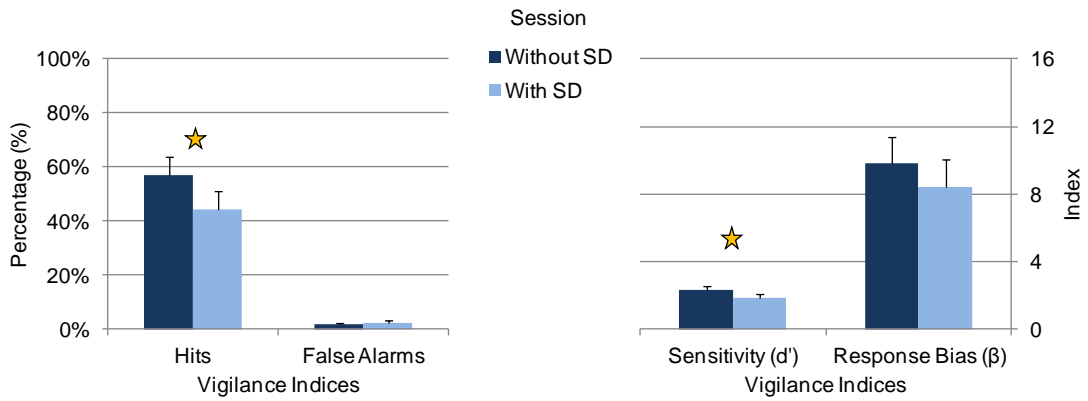 Session
Without SD
With SD
Percentage (%)
100%
80%
60%
40%
20%
0%
Hits
False Alarms
Vigilance Indices
16
12
8
4
0
Index
Sensitivity (d')
Response Bias (β)
Vigilance Indices